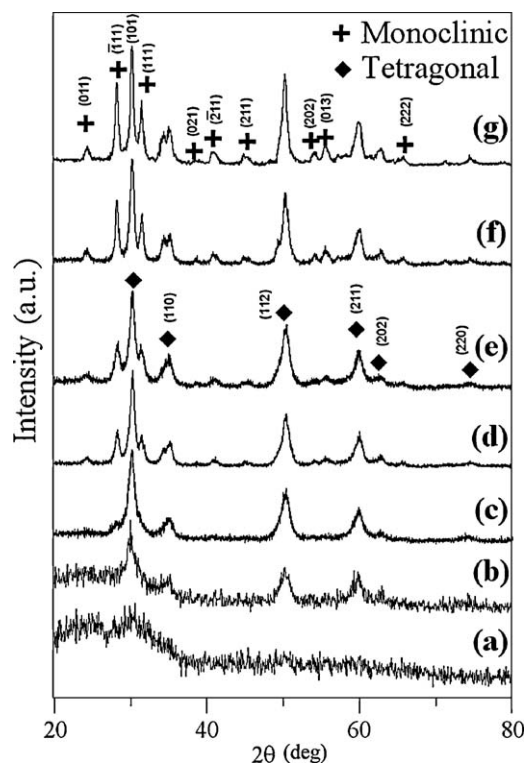 + Monoclinic
◆ Tetragonal
(011)
(1̅11)
(101)
(111)
(021)
(2̅11)
(211)
(202)
(013)
(222)
(g)
(f)
(110)
(112)
(211)
(202)
(220)
(e)
(d)
(c)
(b)
(a)
Intensity (a.u.)
20 40 60 80
2θ (deg)